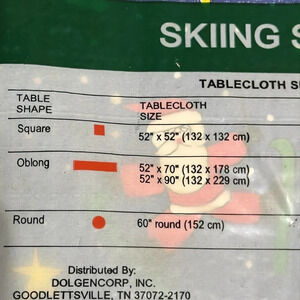 SKIING
TABLECLOTH
TABLE TABLECLOTH
SHAPE SIZE
Square 52" x 52" (132 x 132 cm)
Oblong 52" x 70" (132 x 178 cm)
52" x 90" (132 x 229 cm)
Round 60" round (152 cm)
Distributed By:
DOLGENCORP, INC.
GOODLETTSVILLE, TN 37072-2170